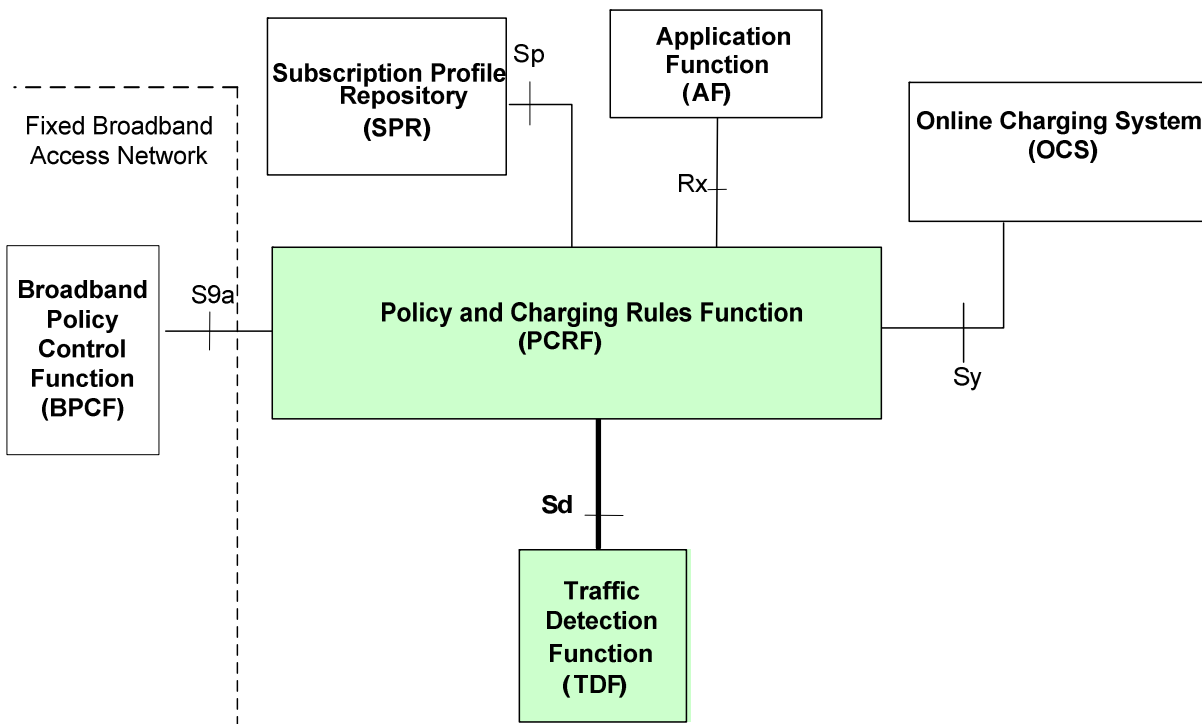 Sp
Subscription Profile
Repository
(SPR)
Application
Function
(AF)
Online Charging System
(OCS)
Fixed Broadband
Access Network
Rx
Broadband
Policy
Control
Function
(BPCF)
S9a
Policy and Charging Rules Function
(PCRF)
Sy
Sd
Traffic
Detection
Function
(TDF)